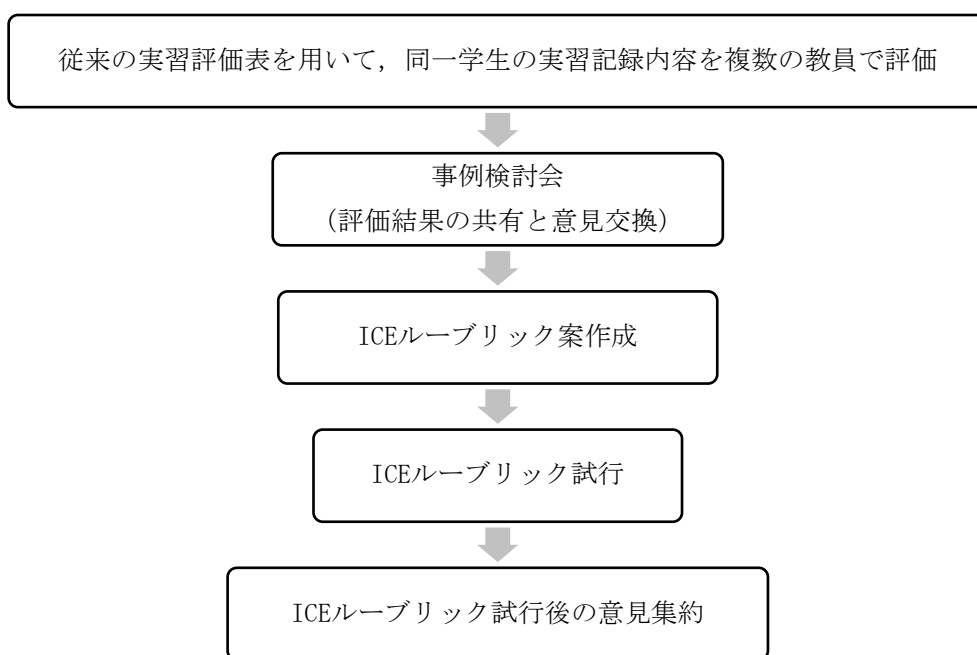 従来の実習評価表を用いて，同一学生の実習記録内容を複数の教員で評価
事例検討会
（評価結果の共有と意見交換）
ICEルーブリック案作成
ICEルーブリック試行
ICEルーブリック試行後の意見集約